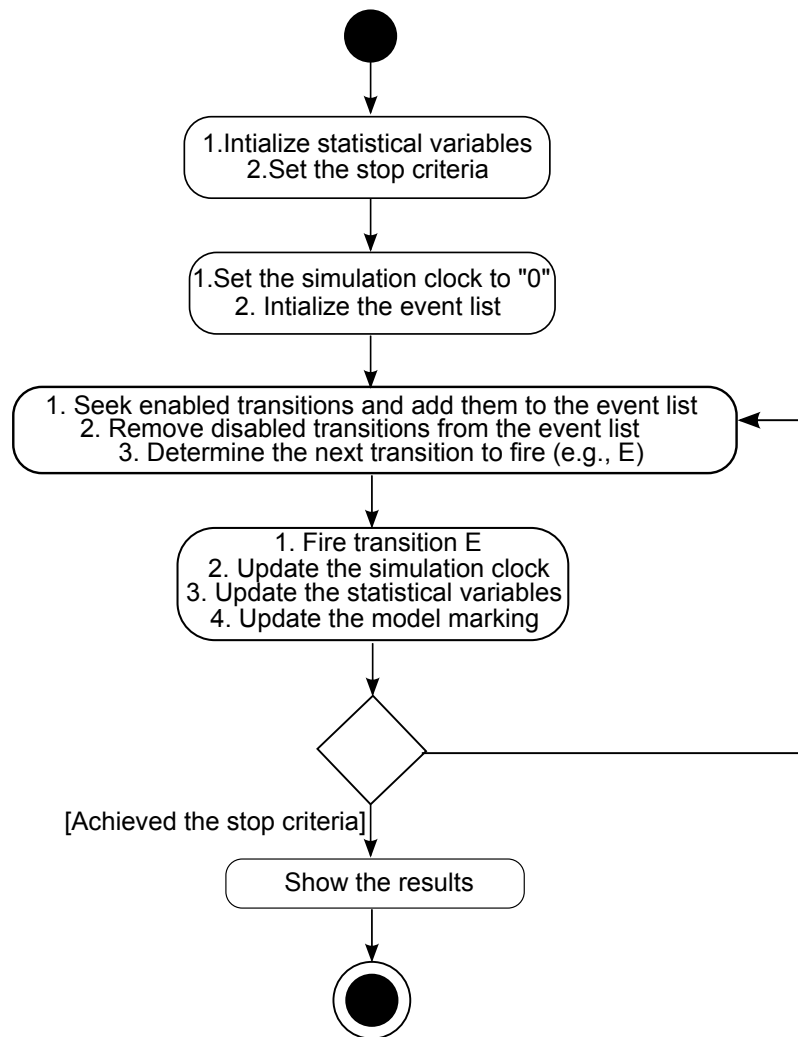 1.Intialize statistical variables
2.Set the stop criteria
1.Set the simulation clock to "0"
2. Intialize the event list
1. Seek enabled transitions and add them to the event list
2. Remove disabled transitions from the event list
3. Determine the next transition to fire (e.g., E)
1. Fire transition E
2. Update the simulation clock
3. Update the statistical variables
4. Update the model marking
[Achieved the stop criteria]
Show the results